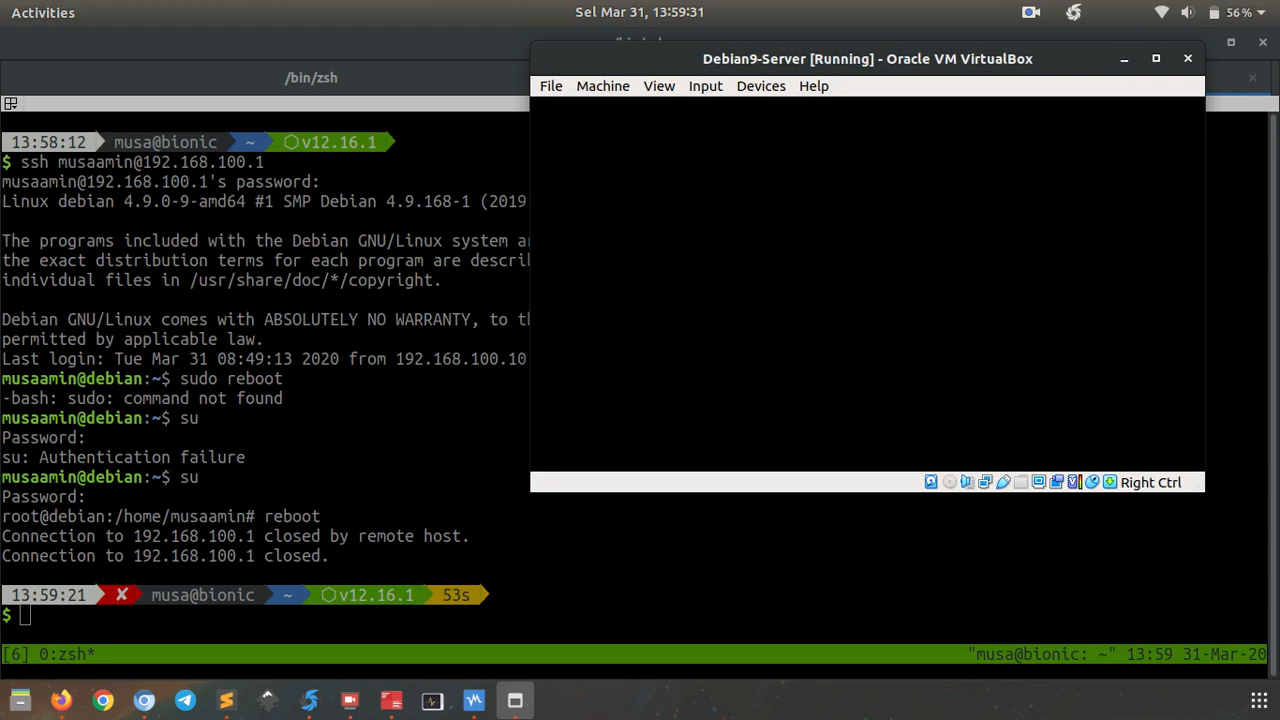 Activities
Sel Mar 31, 13:59:31
56 %
/bin/zsh
Debian9-Server [Running] - Oracle VM VirtualBox
File Machine View Input Devices Help
13:58:12 musa@bionic ~ v12.16.1
$ ssh musaamin@192.168.100.1
musaamin@192.168.100.1's password:
Linux debian 4.9.0-9-amd64 #1 SMP Debian 4.9.168-1 (2019
The programs included with the Debian GNU/Linux system
the exact distribution terms for each program are
individual files in /usr/share/doc/*/copyright.
Debian GNU/Linux comes with ABSOLUTELY NO WARRANTY, to
permitted by applicable law.
Last login: Tue Mar 31 08:49:13 2020 from 192.168.100.10
musaamin@debian:~$ sudo reboot
-bash: sudo: command not found
musaamin@debian:~$ su
Password:
su: Authentication failure
musaamin@debian:~$ su
Password:
root@debian:/home/musaamin# reboot
Connection to 192.168.100.1 closed by remote host.
Connection to 192.168.100.1 closed.
13:59:21 ✘ musa@bionic ~ v12.16.1 53s
$
Right Ctrl
[6] 0:zsh*
"musa@bionic: ~" 13:59 31-Mar-20